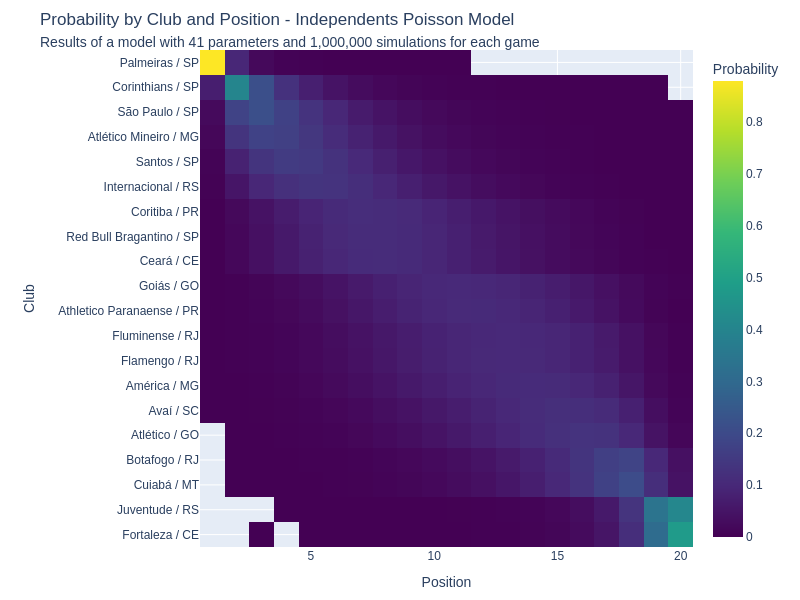 Probability by Club and Position - Independents Poisson Model
Results of a model with 41 parameters and 1,000,000 simulations for each game
Probability
Palmeiras / SP
Corinthians / SP
São Paulo / SP
Atlético Mineiro / MG
Santos / SP
Internacional / RS
Coritiba / PR
Red Bull Bragantino / SP
Ceará / CE
Goiás / GO
Athletico Paranaense / PR
Fluminense / RJ
Flamengo / RJ
América / MG
Avaí / SC
Atlético / GO
Botafogo / RJ
Cuiabá / MT
Juventude / RS
Fortaleza / CE
Club
5 10 15 20
Position
0.8
0.7
0.6
0.5
0.4
0.3
0.2
0.1
0